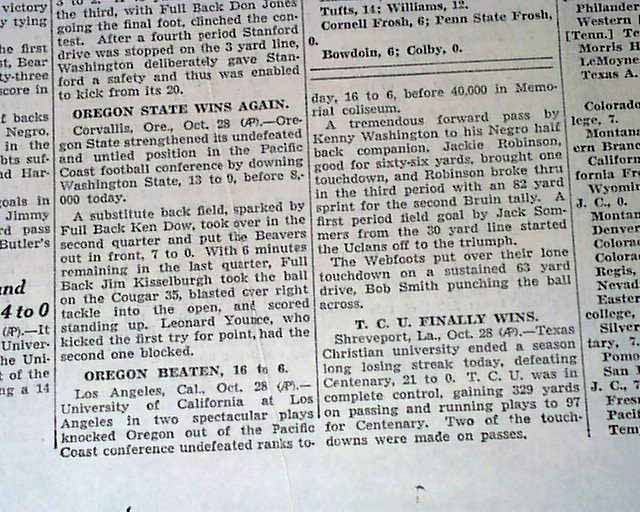 victory
y tying
he first
st, Bear
ty-three
score in
f backs
Negro,
in the
bts suf-
nd Har-
oals in
Jimmy
rd pass
Butler's
und
4 to 0
(AP).—It
Univer-
he Uni-
t of the
ng a 14
the third, with Full Back Don Jones
going the final foot, clinched the con-
test. After a fourth period Stanford
drive was stopped on the 3 yard line,
Washington deliberately gave Stan-
ford a safety and thus was enabled
to kick from its 20.
OREGON STATE WINS AGAIN.
Corvallis, Ore., Oct. 28 (AP).—Ore-
gon State strengthened its undefeated
and untied position in the Pacific
Coast football conference by downing
Washington State, 13 to 0, before 8,-
000 today.
A substitute back field, sparked by
Full Back Ken Dow, took over in the
second quarter and put the Beavers
out in front, 7 to 0. With 6 minutes
remaining in the last quarter, Full
Back Jim Kisselburgh took the ball
on the Cougar 35, blasted over right
tackle into the open, and scored
standing up. Leonard Younce, who
kicked the first try for point, had the
second one blocked.
OREGON BEATEN, 16 to 6.
Los Angeles, Cal., Oct. 28 (AP).—
University of California at Los
Angeles in two spectacular plays
knocked Oregon out of the Pacific
Coast conference undefeated ranks to-
Tufts, 14; Williams, 12.
Cornell Frosh, 6; Penn State Frosh,
0.
Bowdoin, 6; Colby, 0.
day, 16 to 6, before 40,000 in Memo-
rial coliseum.
A tremendous forward pass by
Kenny Washington to his Negro half
back companion, Jackie Robinson,
good for sixty-six yards, brought one
touchdown, and Robinson broke thru
in the third period with an 82 yard
sprint for the second Bruin tally. A
first period field goal by Jack Som-
mers from the 30 yard line started
the Uclans off to the triumph.
The Webfoots put over their lone
touchdown on a sustained 63 yard
drive, Bob Smith punching the ball
across.
T. C. U. FINALLY WINS.
Shreveport, La., Oct. 28 (AP).—Texas
Christian university ended a season
long losing streak today, defeating
Centenary, 21 to 0. T. C. U. was in
complete control, gaining 329 yards
on passing and running plays to 97
for Centenary. Two of the touch-
downs were made on passes.
Philander
Western
[Tenn.] Te
Morris H
LeMoyne
Texas A.
Colorado
lege, 7.
Montan
ern Branc
Californ
fornia Fre
Wyomi
J. C., 0.
Montan
Denver
Colora
Colora
Regis,
Nevad
Easter
college,
Silver
tary, 7.
Pomo
San
J. C., 7
Fres
Pacif
Tem